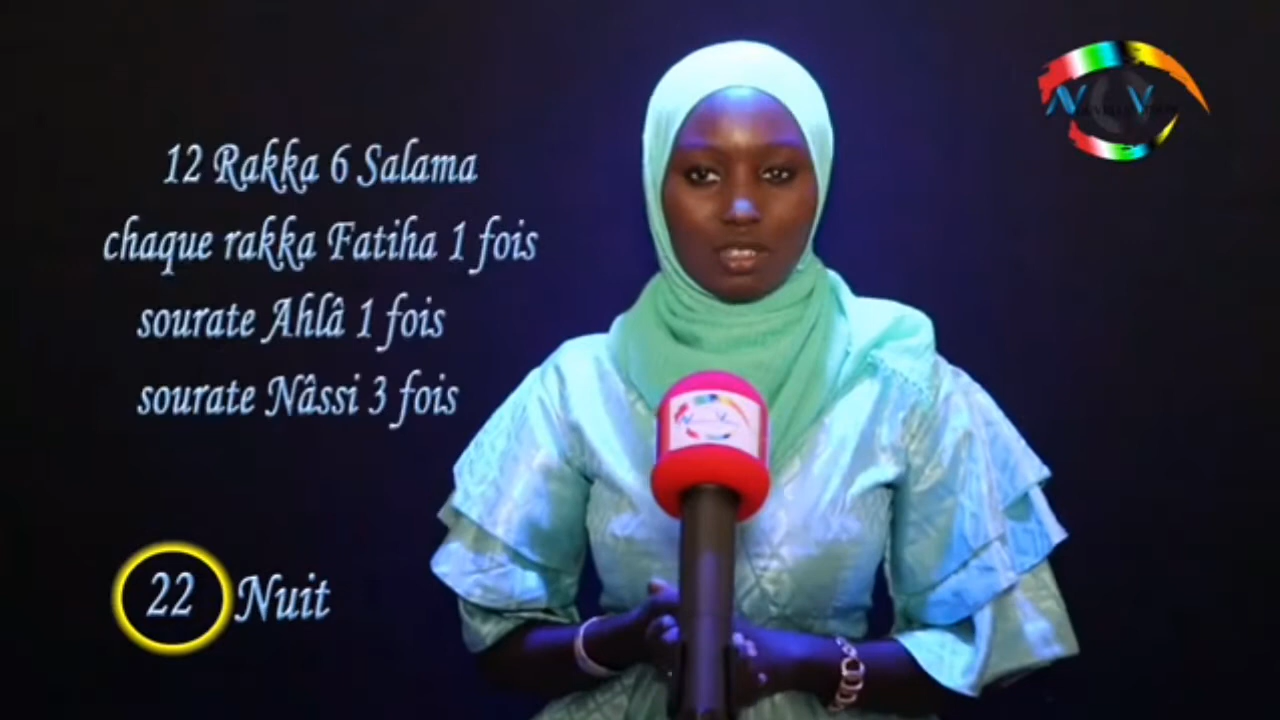 12 Rakka 6 Salama
chaque rakka Fatiha 1 fois
sourate Ahlâ 1 fois
sourate Nâssi 3 fois
22 Nuit
N V